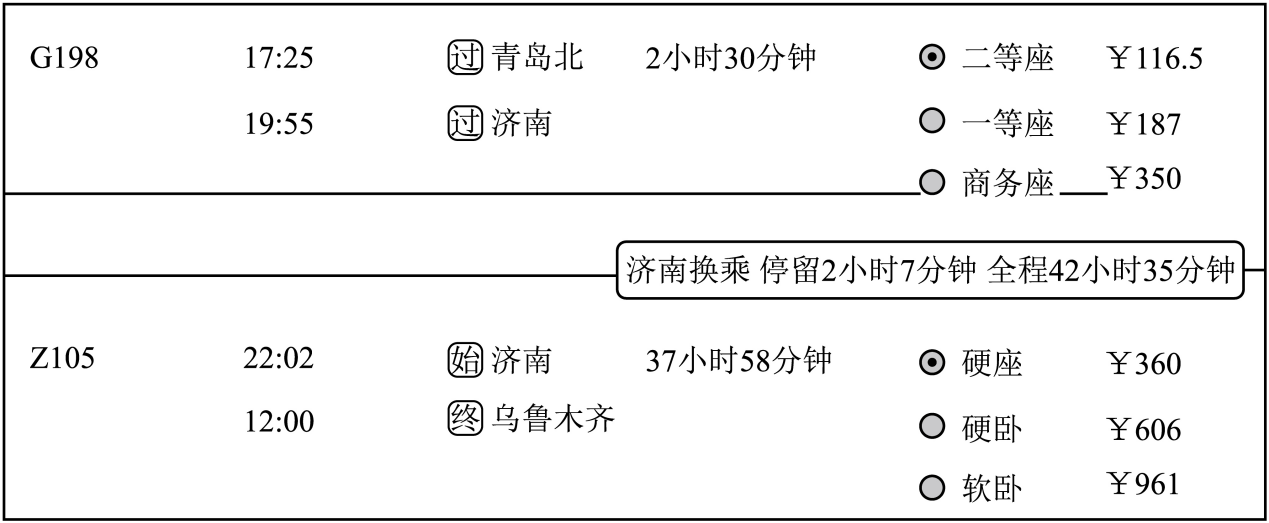 G198 17:25 过 青岛北 2小时30分钟 二等座 ￥116.5
19:55 过 济南 一等座 ￥187
商务座 ￥350
济南换乘 停留2小时7分钟 全程42小时35分钟
Z105 22:02 始 济南 37小时58分钟 硬座 ￥360
12:00 终 乌鲁木齐 硬卧 ￥606
软卧 ￥961